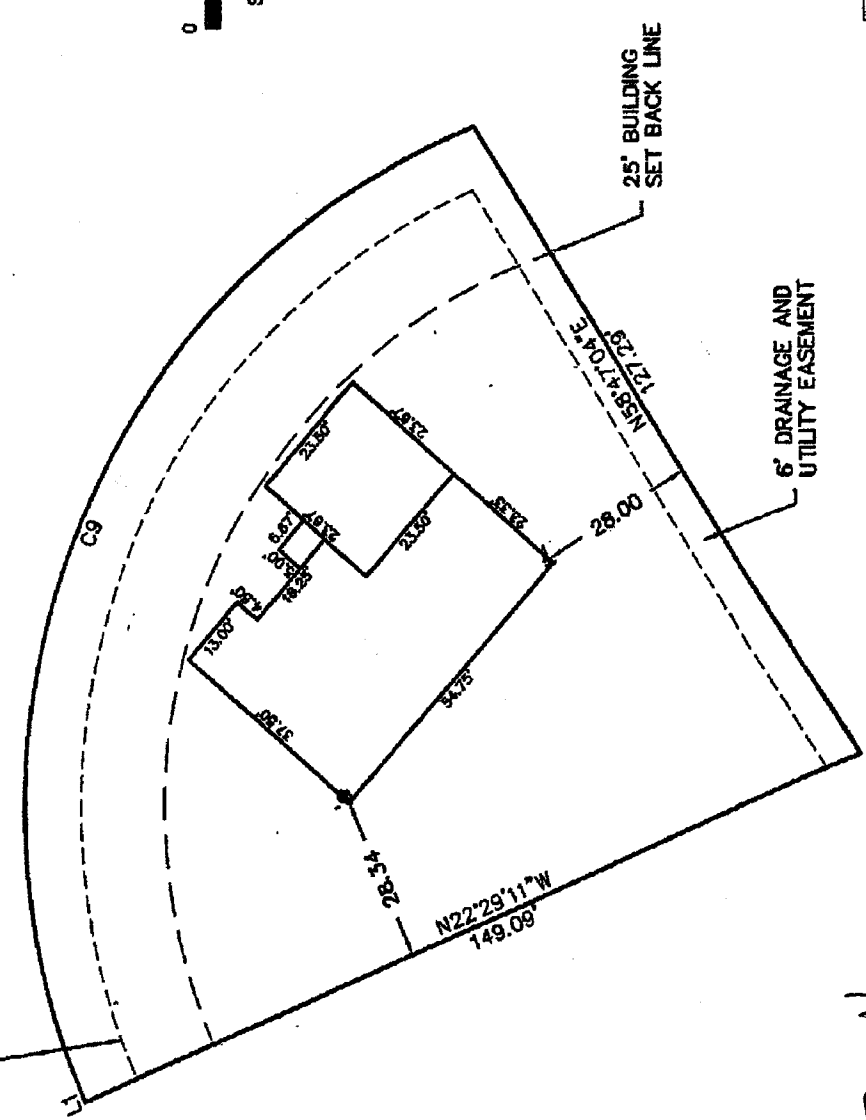 0
25' BUILDING
SET BACK LINE
C9
23.50'
23.67'
6.67'
23.67'
4.50'
13.00'
18.25'
23.50'
22.33'
28.00
N58°47'04"E
127.29'
6' DRAINAGE AND
UTILITY EASEMENT
37.50'
54.75'
28.34
N22°29'11"W
149.09'
L1